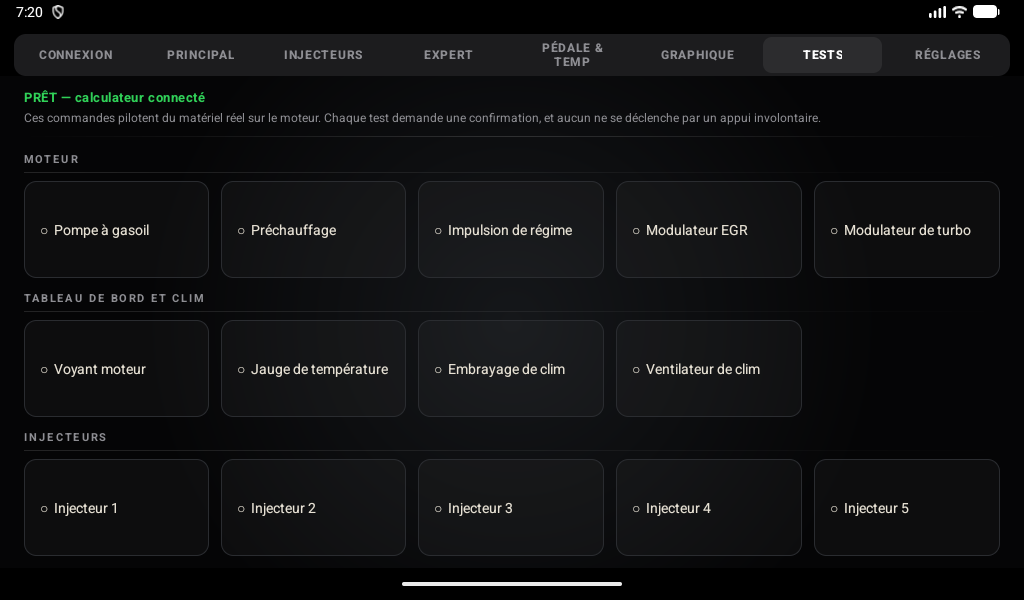 7:20
CONNEXION
PRINCIPAL
INJECTEURS
EXPERT
PÉDALE &
TEMP
GRAPHIQUE
TESTS
RÉGLAGES
PRÊT — calculateur connecté
Ces commandes pilotent du matériel réel sur le moteur. Chaque test demande une confirmation, et aucun ne se déclenche par un appui involontaire.
MOTEUR
○ Pompe à gasoil
○ Préchauffage
○ Impulsion de régime
○ Modulateur EGR
○ Modulateur de turbo
TABLEAU DE BORD ET CLIM
○ Voyant moteur
○ Jauge de température
○ Embrayage de clim
○ Ventilateur de clim
INJECTEURS
○ Injecteur 1
○ Injecteur 2
○ Injecteur 3
○ Injecteur 4
○ Injecteur 5